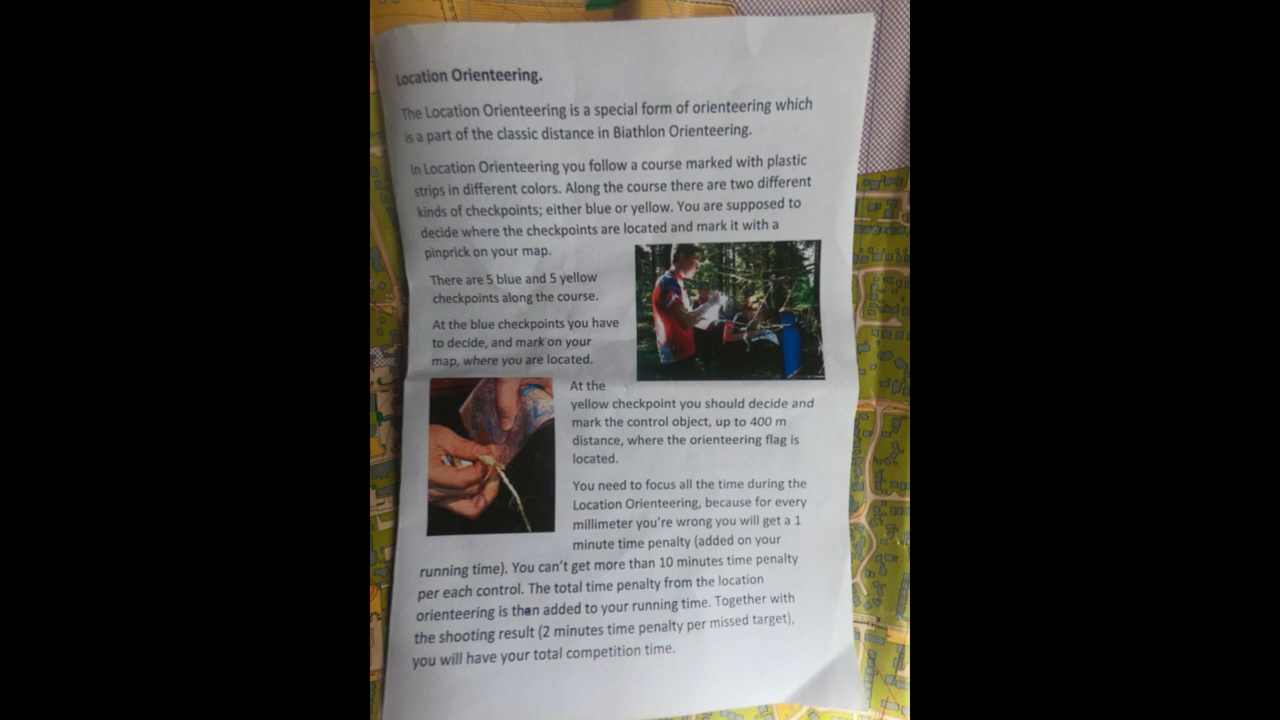 Location Orienteering.
The Location Orienteering is a special form of orienteering which
is a part of the classic distance in Biathlon Orienteering.
In Location Orienteering you follow a course marked with plastic
strips in different colors. Along the course there are two different
kinds of checkpoints; either blue or yellow. You are supposed to
decide where the checkpoints are located and mark it with a
pinprick on your map.
There are 5 blue and 5 yellow
checkpoints along the course.
At the blue checkpoints you have
to decide, and mark on your
map, where you are located.
At the
yellow checkpoint you should decide and
mark the control object, up to 400 m
distance, where the orienteering flag is
located.
You need to focus all the time during the
Location Orienteering, because for every
millimeter you're wrong you will get a 1
minute time penalty (added on your
running time). You can't get more than 10 minutes time penalty
per each control. The total time penalty from the location
orienteering is then added to your running time. Together with
the shooting result (2 minutes time penalty per missed target),
you will have your total competition time.